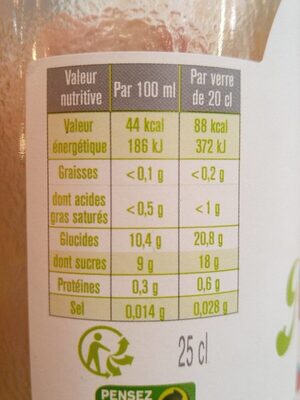 Valeur nutritive Par 100 ml Par verre de 20 cl
Valeur énergétique 44 kcal 186 kJ 88 kcal 372 kJ
Graisses <0,1 g <0,2 g
dont acides gras saturés <0,5 g <1 g
Glucides 10,4 g 20,8 g
dont sucres 9 g 18 g
Protéines 0,3 g 0,6 g
Sel 0,014 g 0,028 g
25 cl
PENSEZ